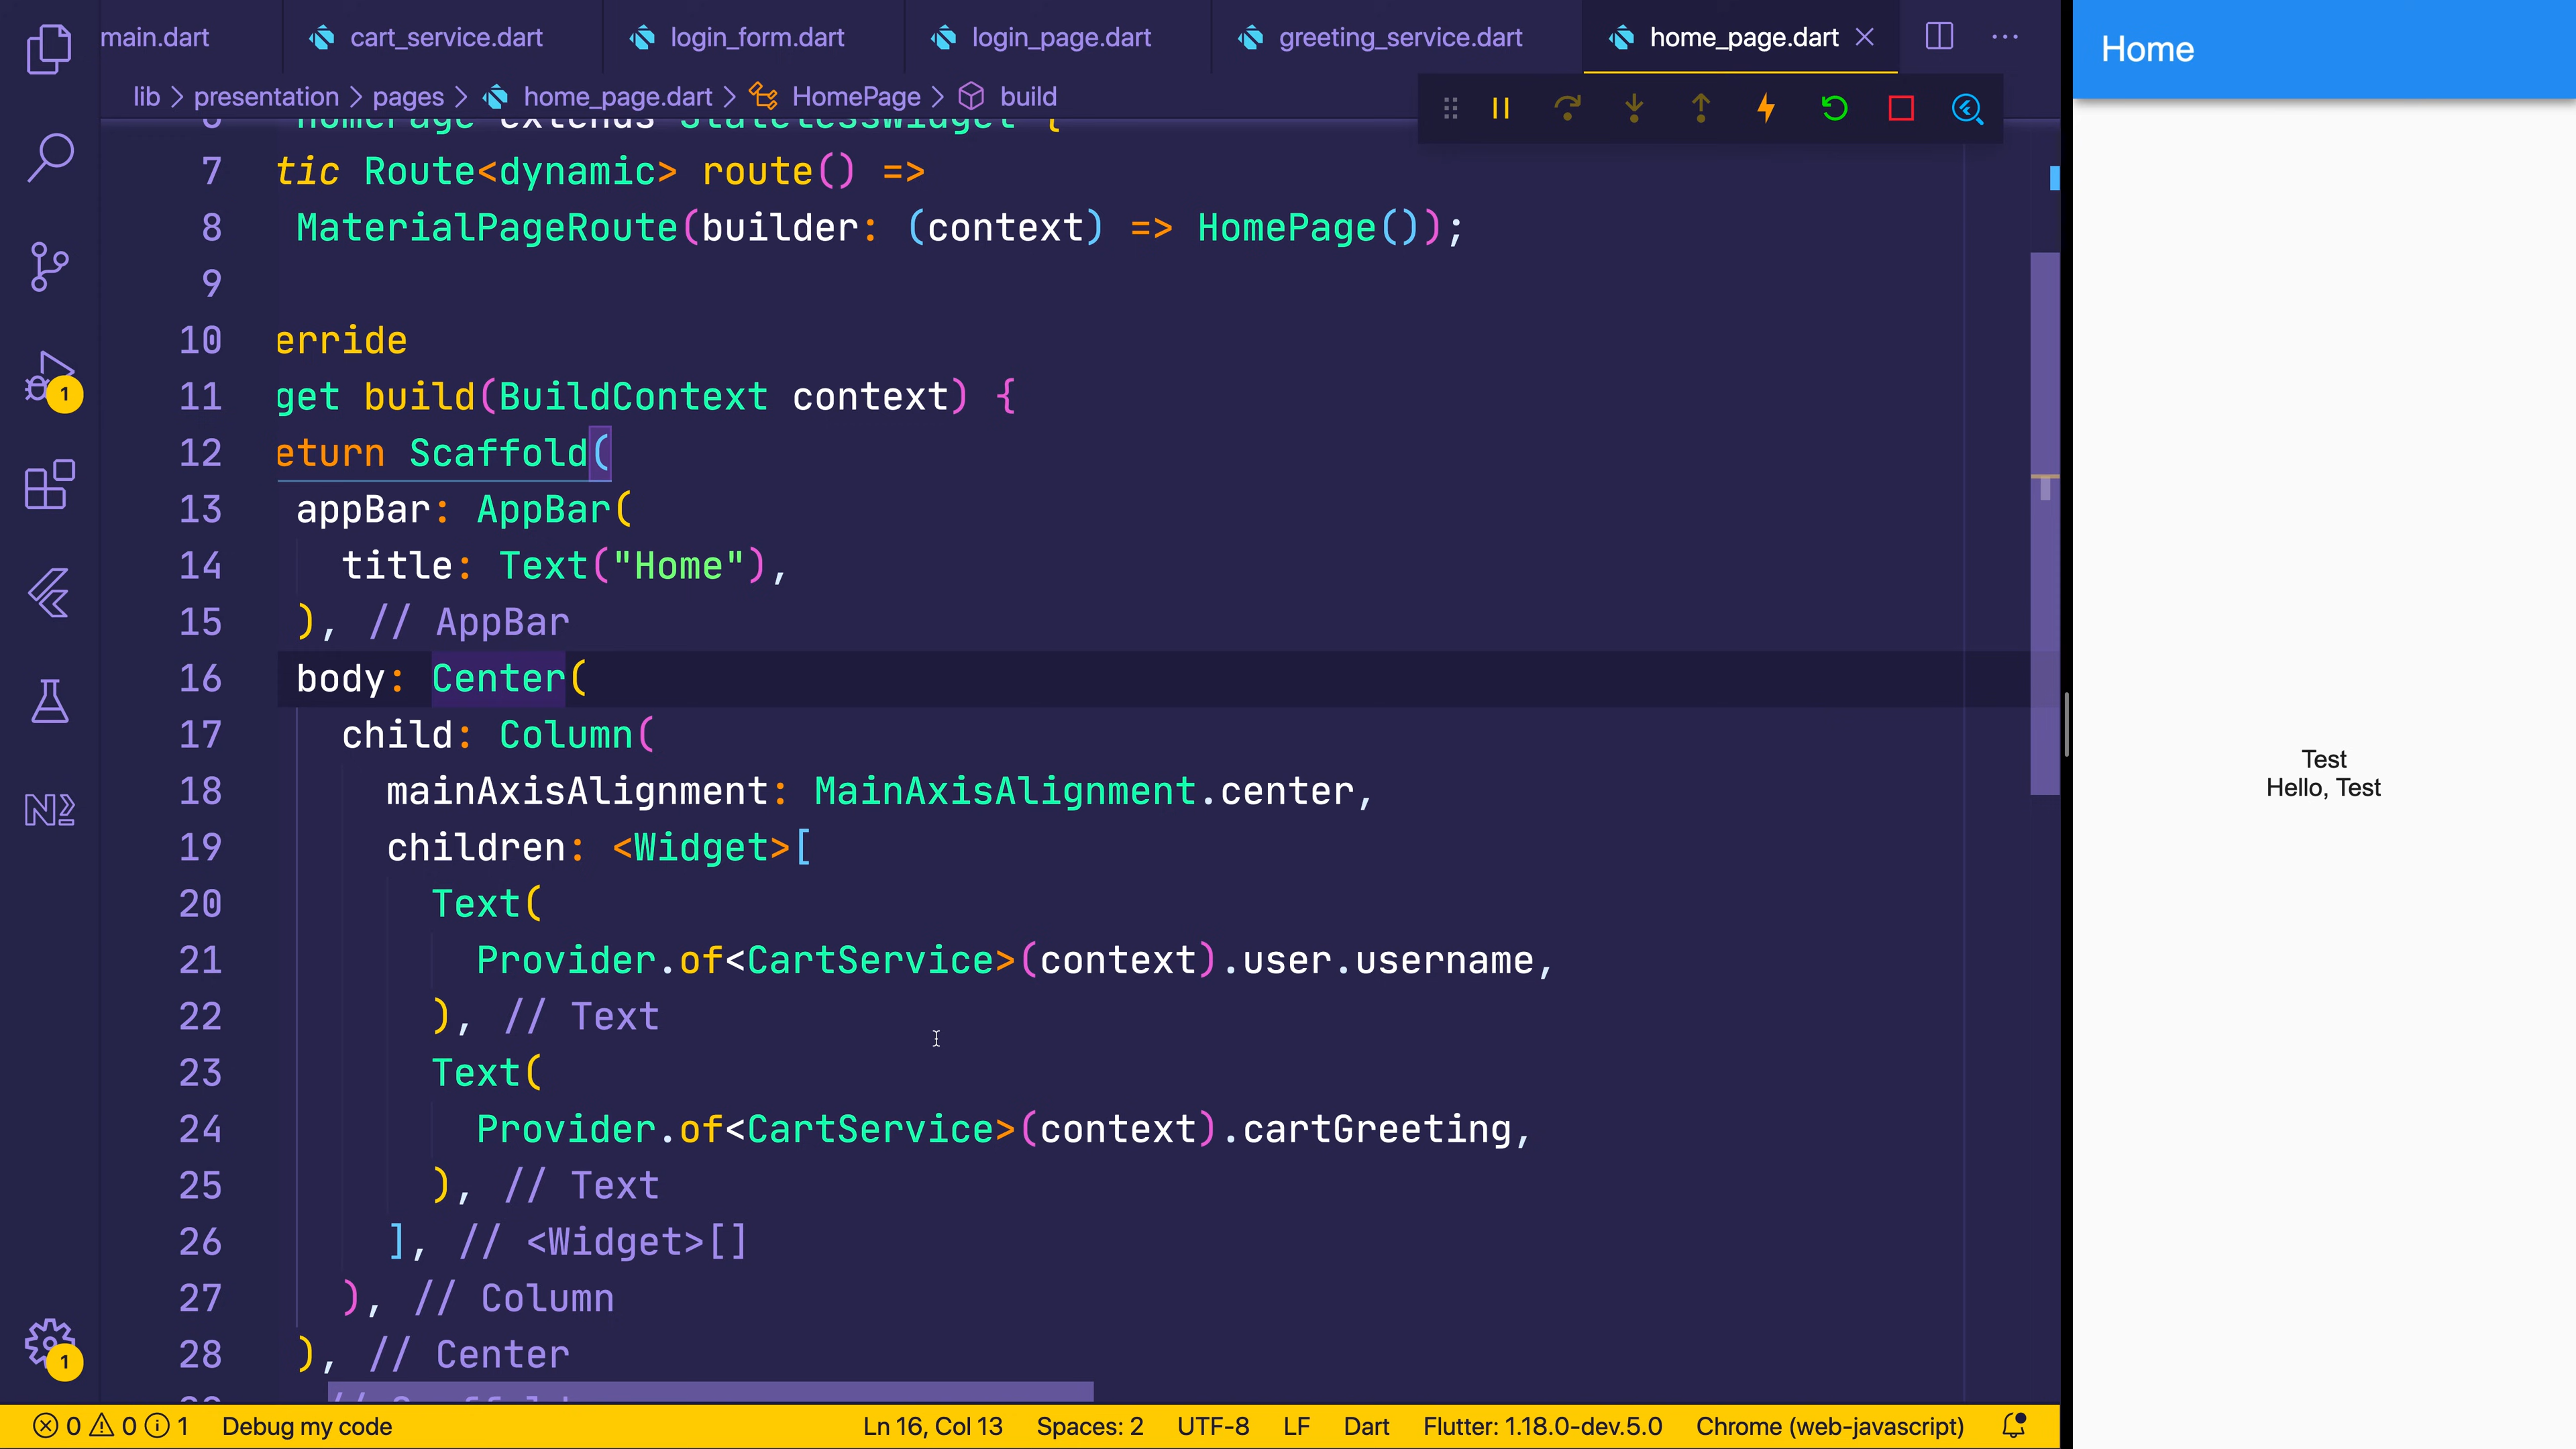 main.dart
cart_service.dart
login_form.dart
login_page.dart
greeting_service.dart
home_page.dart
Home
lib > presentation > pages > home_page.dart > HomePage > build
6 HomePage extends StatelessWidget {
7 tic Route<dynamic> route() =>
8 MaterialPageRoute(builder: (context) => HomePage());
9
10 erride
11 get build(BuildContext context) {
12 eturn Scaffold(
13 appBar: AppBar(
14 title: Text("Home"),
15 ), // AppBar
16 body: Center(
17 child: Column(
18 mainAxisAlignment: MainAxisAlignment.center,
19 children: <Widget>[
20 Text(
21 Provider.of<CartService>(context).user.username,
22 ), // Text
23 Text(
24 Provider.of<CartService>(context).cartGreeting,
25 ), // Text
26 ], // <Widget>[]
27 ), // Column
28 ), // Center
Test
Hello, Test
1
1
0 0 1 Debug my code Ln 16, Col 13 Spaces: 2 UTF-8 LF Dart Flutter: 1.18.0-dev.5.0 Chrome (web-javascript)